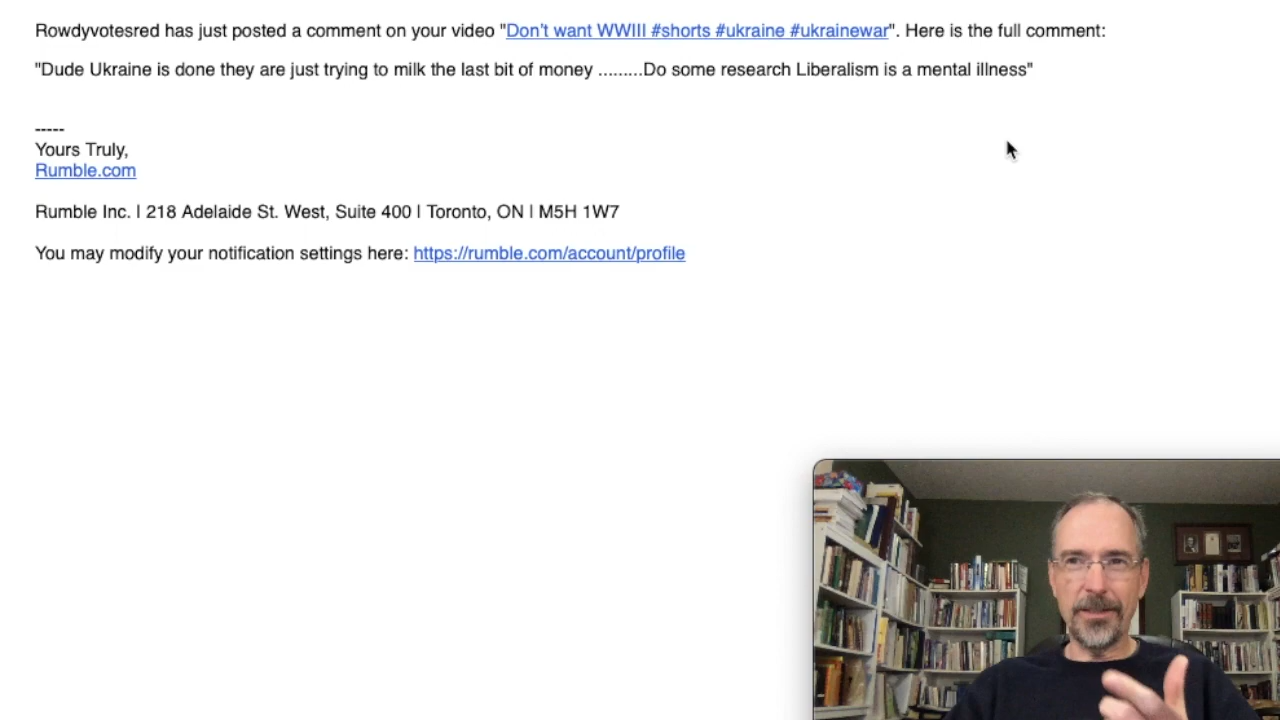 Rowdyvotesred has just posted a comment on your video "Don't want WWIII #shorts #ukraine #ukrainewar". Here is the full comment:
"Dude Ukraine is done they are just trying to milk the last bit of money .........Do some research Liberalism is a mental illness"
-----
Yours Truly,
Rumble.com
Rumble Inc. | 218 Adelaide St. West, Suite 400 | Toronto, ON | M5H 1W7
You may modify your notification settings here: https://rumble.com/account/profile